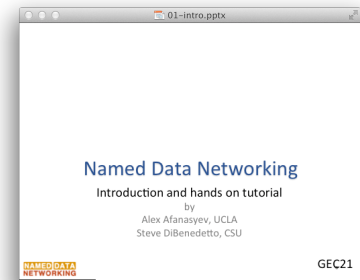 01-intro.pptx
Named Data Networking
Introduction and hands on tutorial
by
Alex Afanasyev, UCLA
Steve DiBenedetto, CSU
NAMED DATA
NETWORKING
GEC21